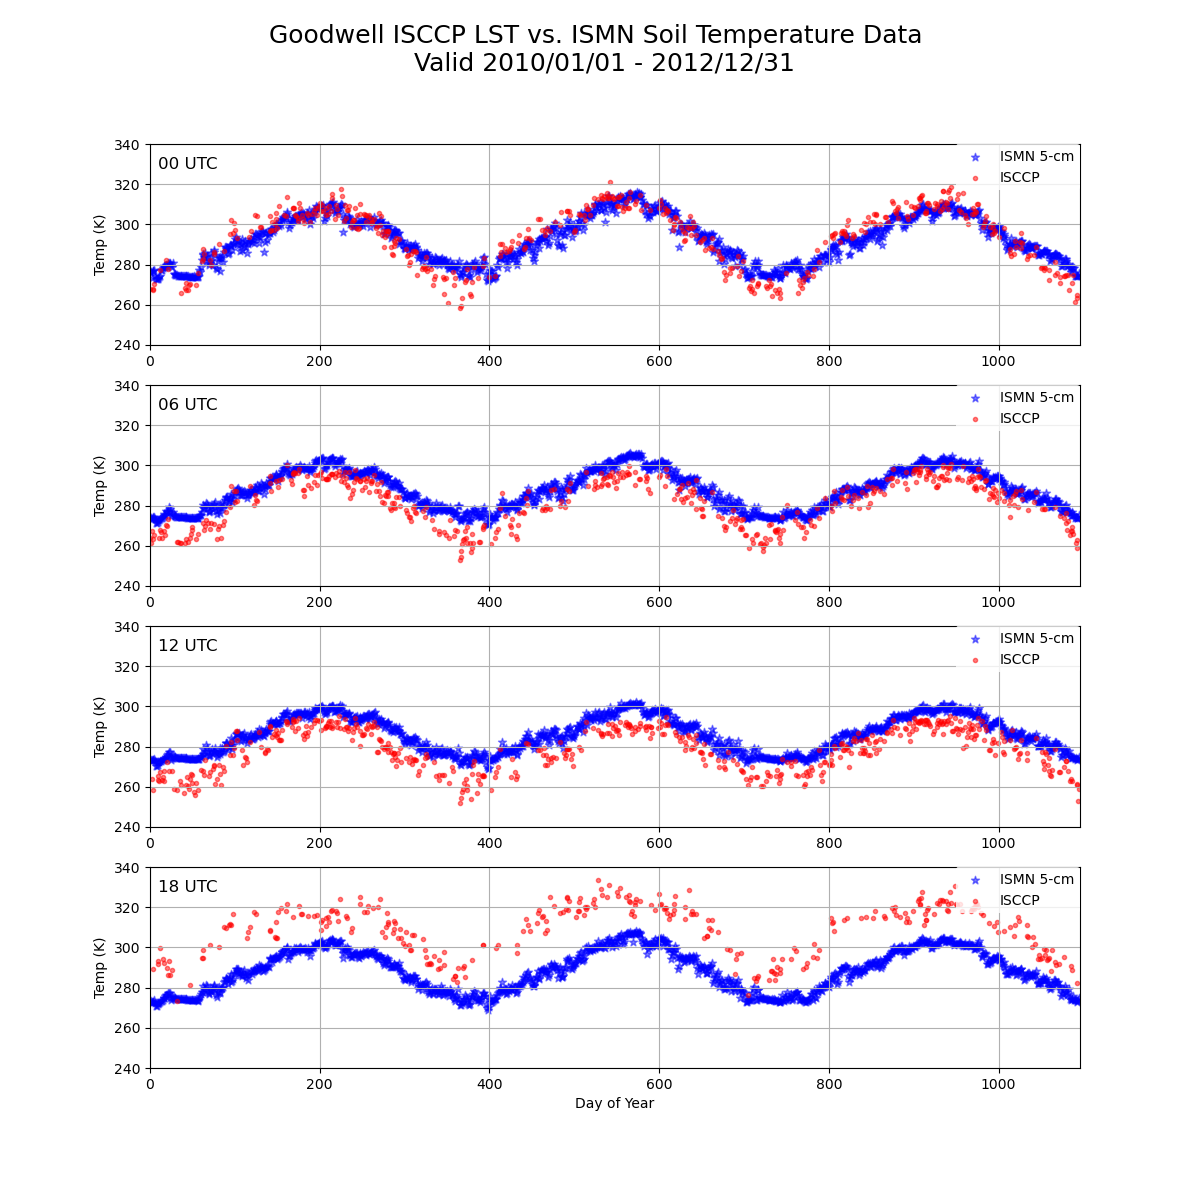 Goodwell ISCCP LST vs. ISMN Soil Temperature Data
Valid 2010/01/01 - 2012/12/31
340
320
300
280
260
240
Temp (K)
00 UTC
ISMN 5-cm
ISCCP
0 200 400 600 800 1000
340
320
300
280
260
240
Temp (K)
06 UTC
ISMN 5-cm
ISCCP
0 200 400 600 800 1000
340
320
300
280
260
240
Temp (K)
12 UTC
ISMN 5-cm
ISCCP
0 200 400 600 800 1000
340
320
300
280
260
240
Temp (K)
18 UTC
ISMN 5-cm
ISCCP
0 200 400 600 800 1000
Day of Year